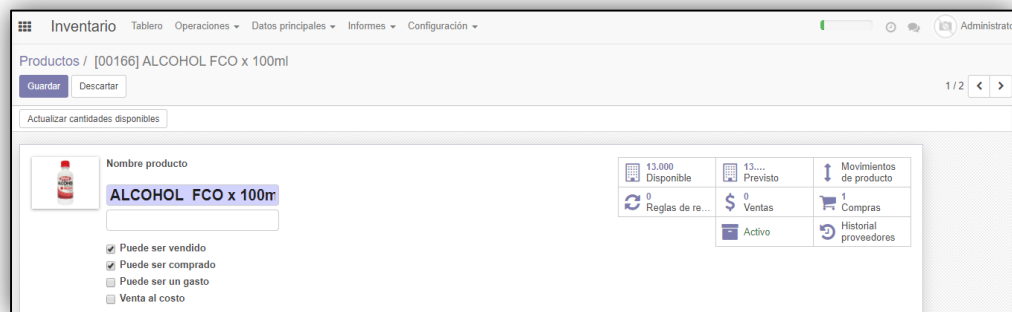 Inventario Tablero Operaciones Datos principales Informes Configuración Administrato
Productos / [00166] ALCOHOL FCO x 100ml
Guardar Descartar 1 / 2
Actualizar cantidades disponibles
Nombre producto
ALCOHOL FCO x 100m
Puede ser vendido
Puede ser comprado
Puede ser un gasto
Venta al costo
13.000 Disponible
13.... Previsto
Movimientos de producto
0 Reglas de re...
0 Ventas
1 Compras
Activo
Historial proveedores